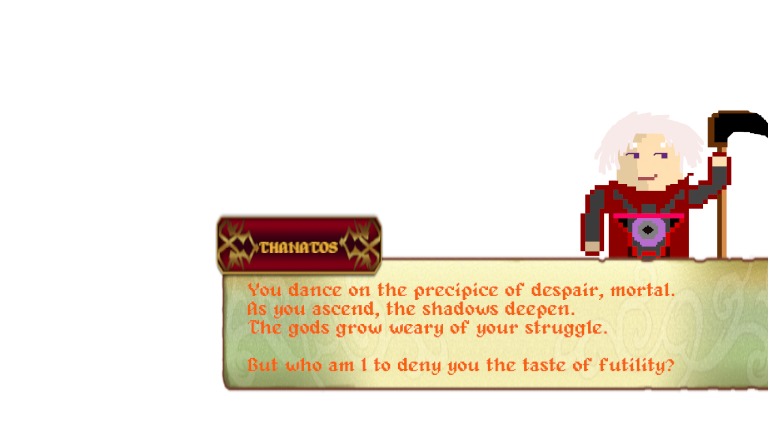 THANATOS
You dance on the precipice of despair, mortal.
As you ascend, the shadows deepen.
The gods grow weary of your struggle.
But who am I to deny you the taste of futility?